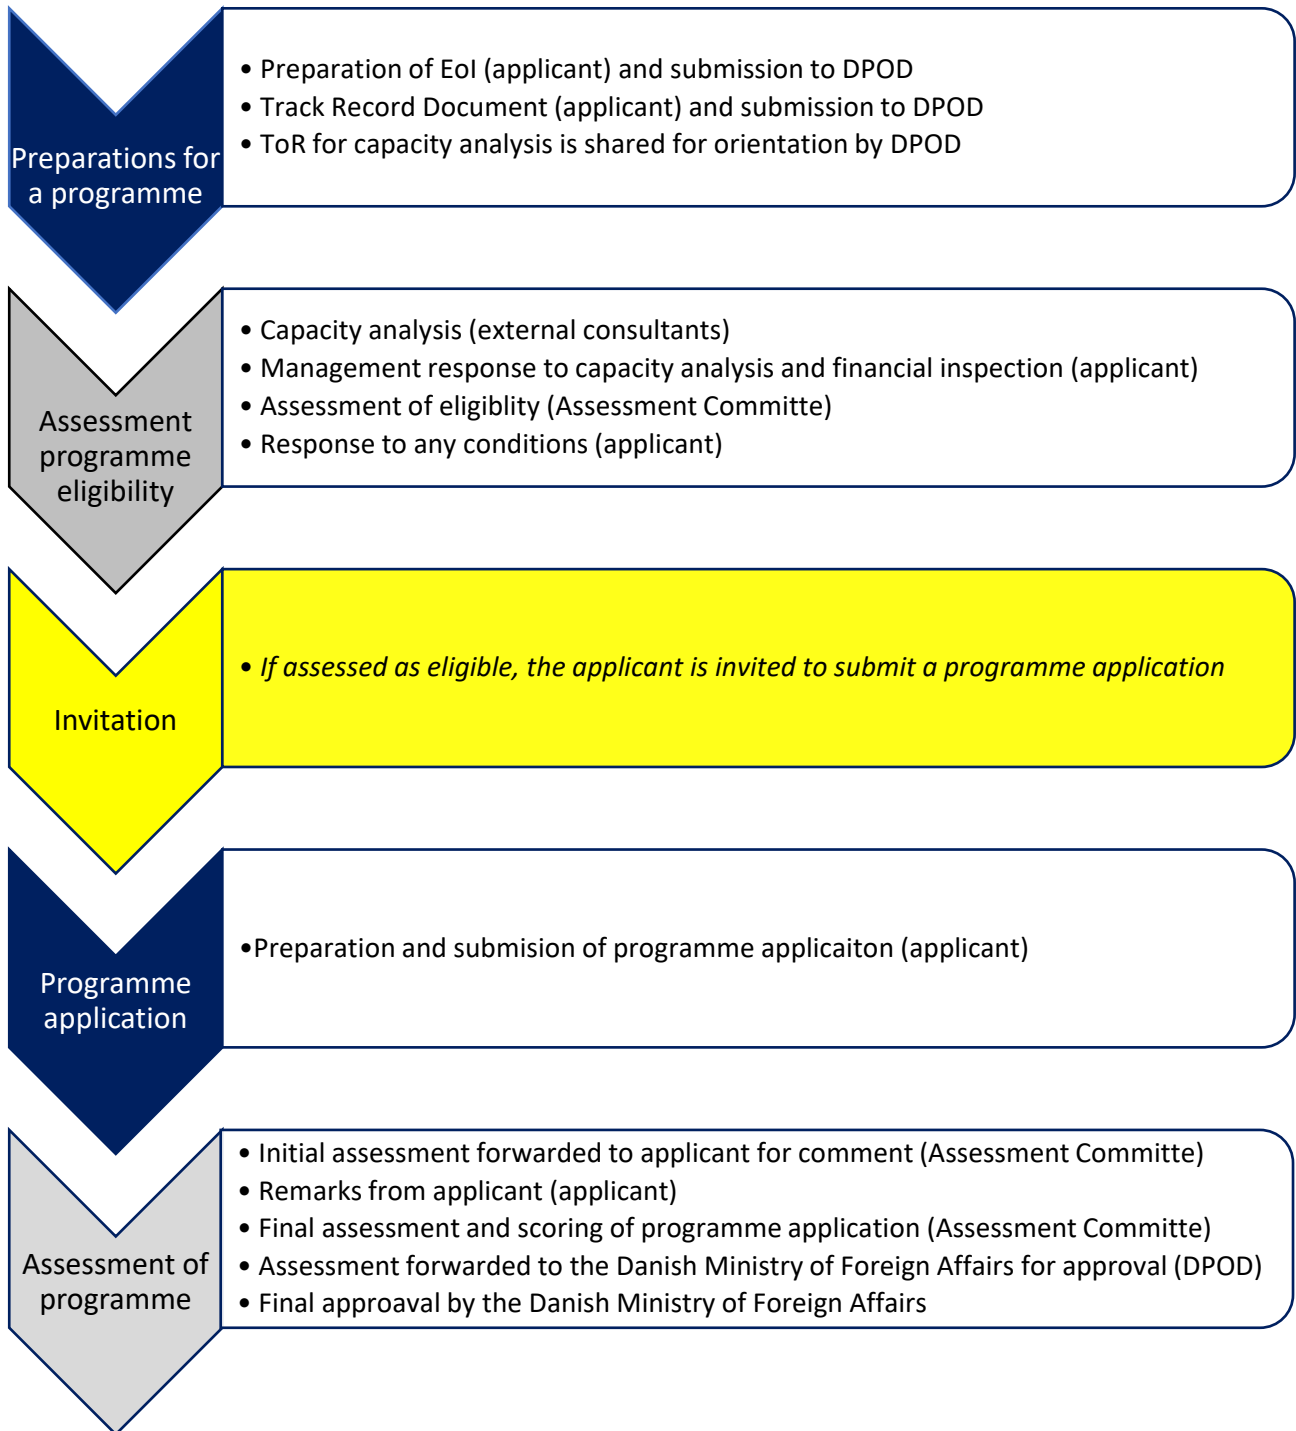 Preparations for
a programme
• Preparation of EoI (applicant) and submission to DPOD
• Track Record Document (applicant) and submission to DPOD
• ToR for capacity analysis is shared for orientation by DPOD
Assessment
programme
eligibility
• Capacity analysis (external consultants)
• Management response to capacity analysis and financial inspection (applicant)
• Assessment of eligiblity (Assessment Committe)
• Response to any conditions (applicant)
Invitation
• If assessed as eligible, the applicant is invited to submit a programme application
Programme
application
•Preparation and submision of programme applicaiton (applicant)
Assessment of
programme
• Initial assessment forwarded to applicant for comment (Assessment Committe)
• Remarks from applicant (applicant)
• Final assessment and scoring of programme application (Assessment Committe)
• Assessment forwarded to the Danish Ministry of Foreign Affairs for approval (DPOD)
• Final approaval by the Danish Ministry of Foreign Affairs